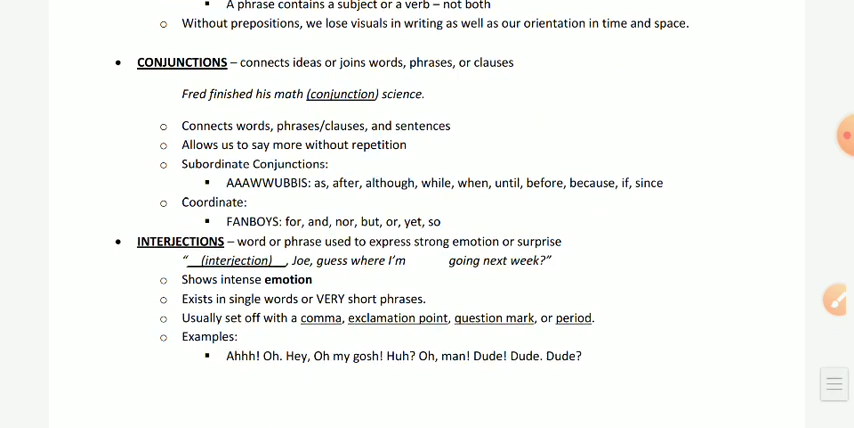 ▪ A phrase contains a subject or a verb – not both
o Without prepositions, we lose visuals in writing as well as our orientation in time and space.
• CONJUNCTIONS – connects ideas or joins words, phrases, or clauses
Fred finished his math (conjunction) science.
o Connects words, phrases/clauses, and sentences
o Allows us to say more without repetition
o Subordinate Conjunctions:
▪ AAAWWUBBIS: as, after, although, while, when, until, before, because, if, since
o Coordinate:
▪ FANBOYS: for, and, nor, but, or, yet, so
• INTERJECTIONS – word or phrase used to express strong emotion or surprise
“__(interjection)__, Joe, guess where I’m going next week?”
o Shows intense emotion
o Exists in single words or VERY short phrases.
o Usually set off with a comma, exclamation point, question mark, or period.
o Examples:
▪ Ahhh! Oh. Hey, Oh my gosh! Huh? Oh, man! Dude! Dude. Dude?